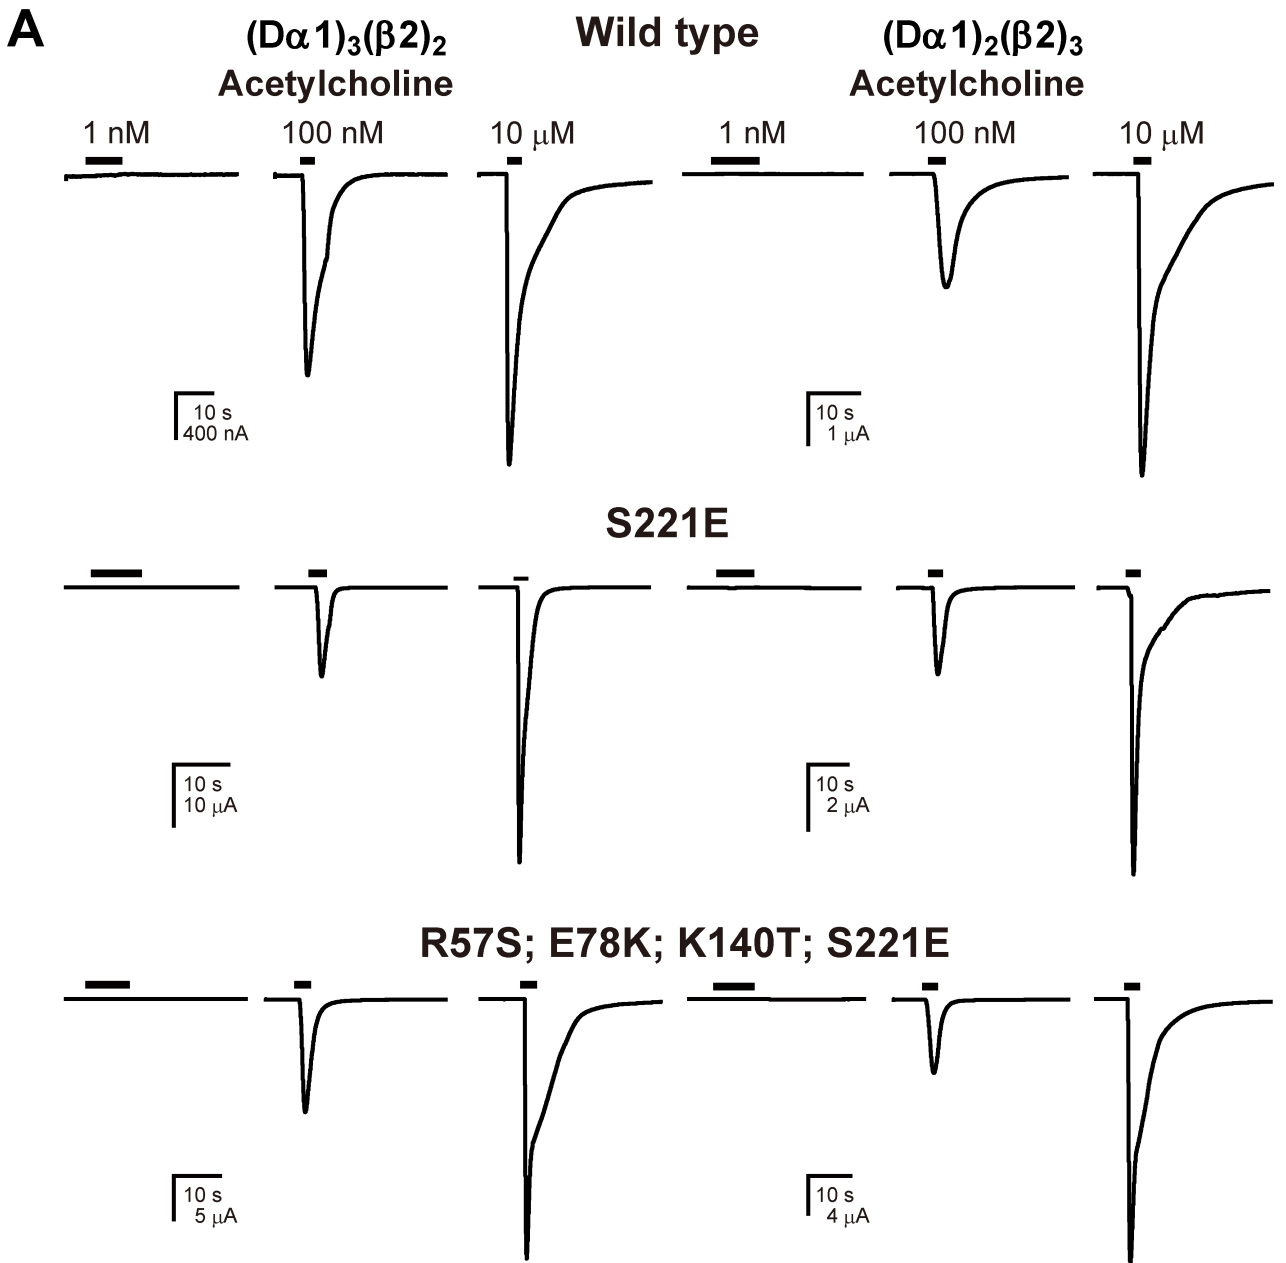 A
(Dα1)₃(β2)₂ Wild type (Dα1)₂(β2)₃
Acetylcholine Acetylcholine
1 nM 100 nM 10 μM 1 nM 100 nM 10 μM
10 s 10 s
400 nA 1 μA
S221E
10 s 10 s
10 μA 2 μA
R57S; E78K; K140T; S221E
10 s 10 s
5 μA 4 μA